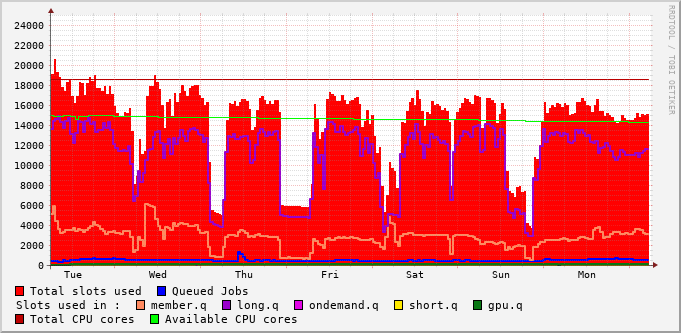 24000
22000
20000
18000
16000
14000
12000
10000
8000
6000
4000
2000
0
Tue Wed Thu Fri Sat Sun Mon
RRDTOOL / TOBI OETIKER
Total slots used Queued Jobs
Slots used in : member.q long.q ondemand.q short.q gpu.q
Total CPU cores Available CPU cores